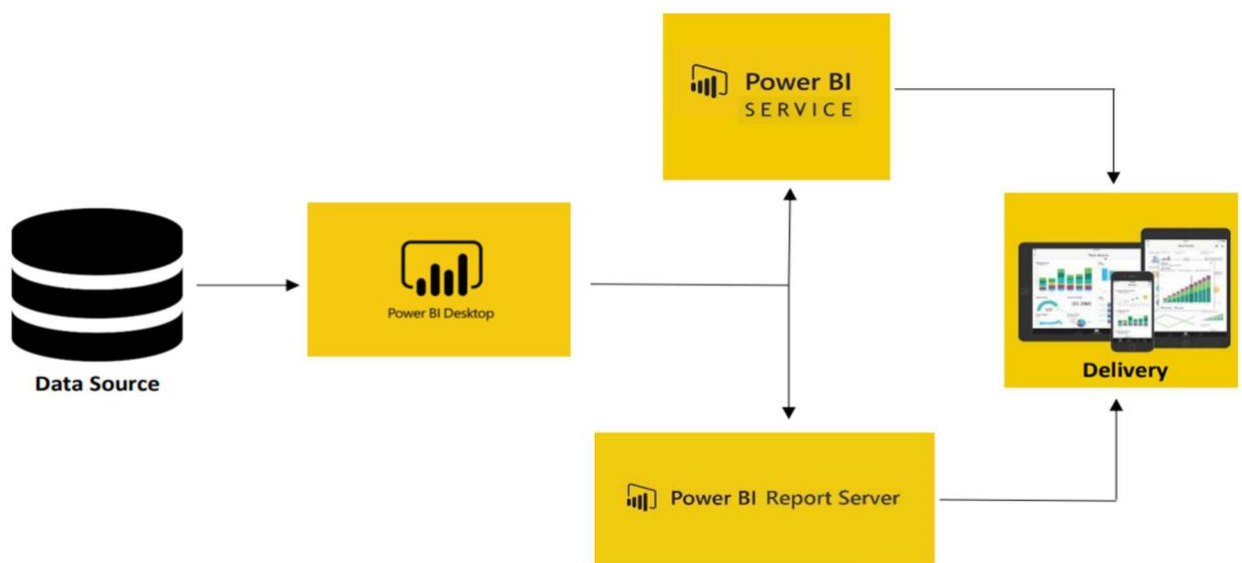 Power BI
SERVICE
Power BI Desktop
Data Source
Delivery
Power BI Report Server